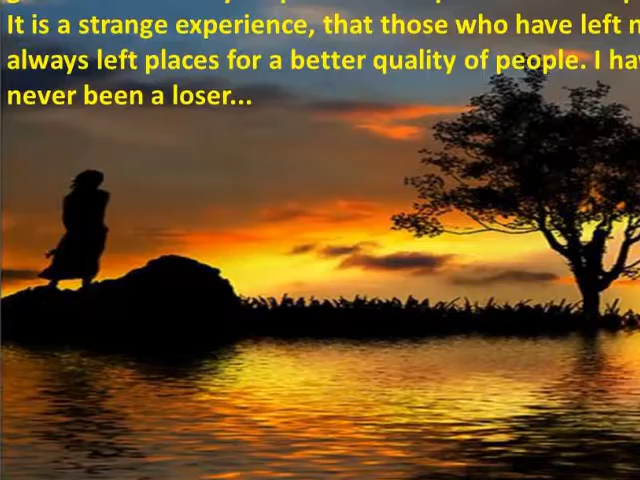 It is a strange experience, that those who have left
always left places for a better quality of people. I
never been a loser...